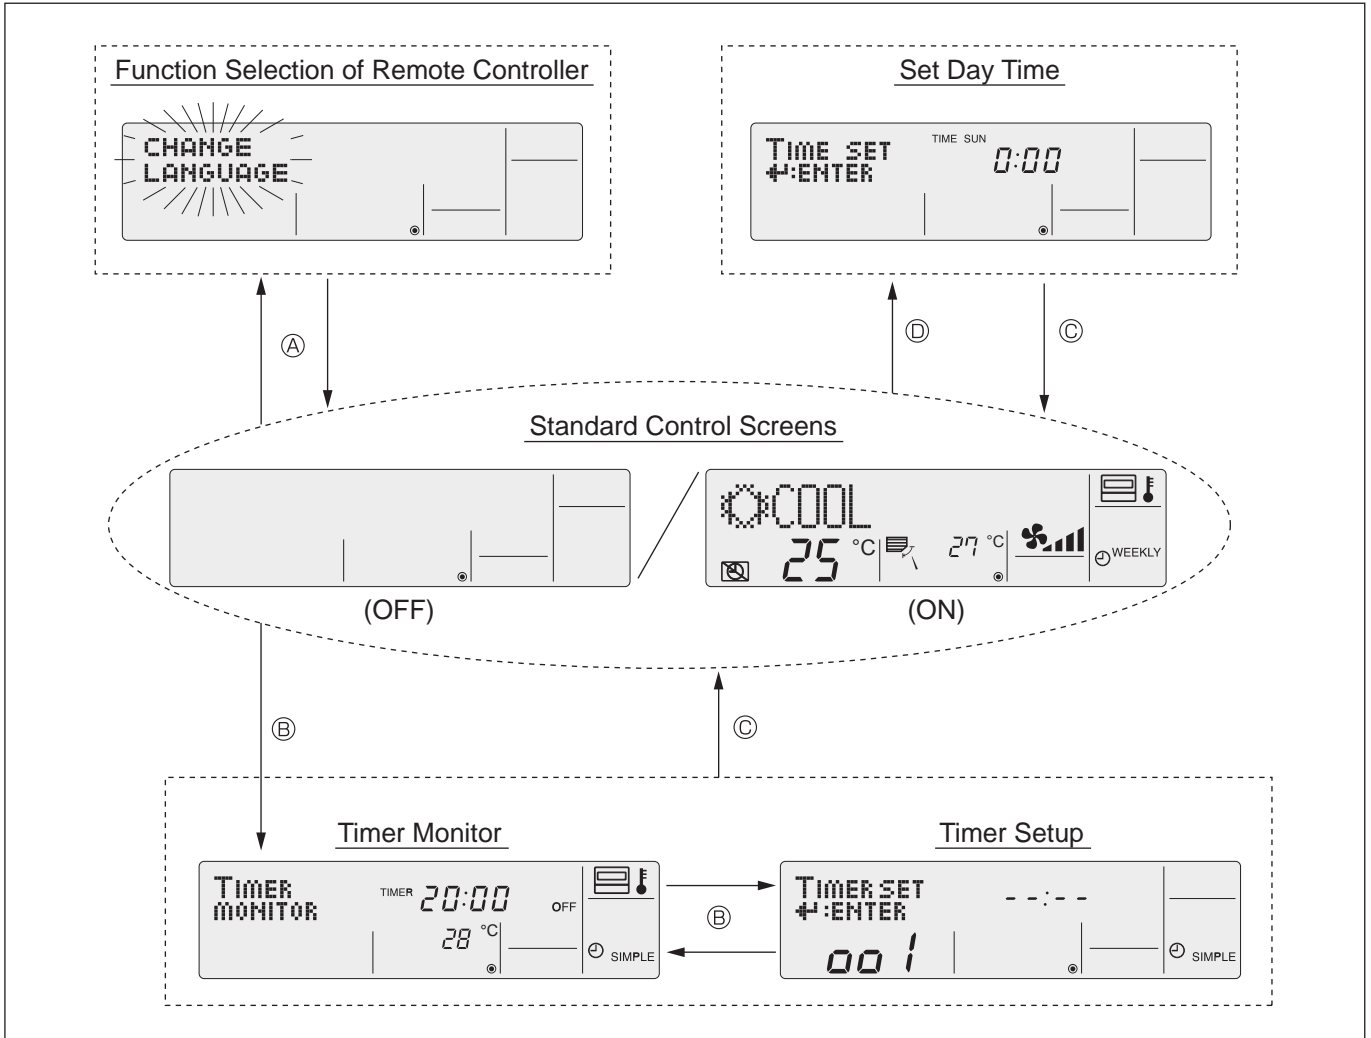 Function Selection of Remote Controller
CHANGE
LANGUAGE
Set Day Time
TIME SET
↵:ENTER
TIME SUN
0:00
Ⓐ
Ⓓ
Ⓒ
Standard Control Screens
(OFF)
COOL
25 °C
27 °C
WEEKLY
(ON)
Ⓑ
Ⓒ
Timer Monitor
TIMER
MONITOR
TIMER 20:00 OFF
28 °C
SIMPLE
Ⓑ
Timer Setup
TIMER SET
↵:ENTER
--:--
001
SIMPLE